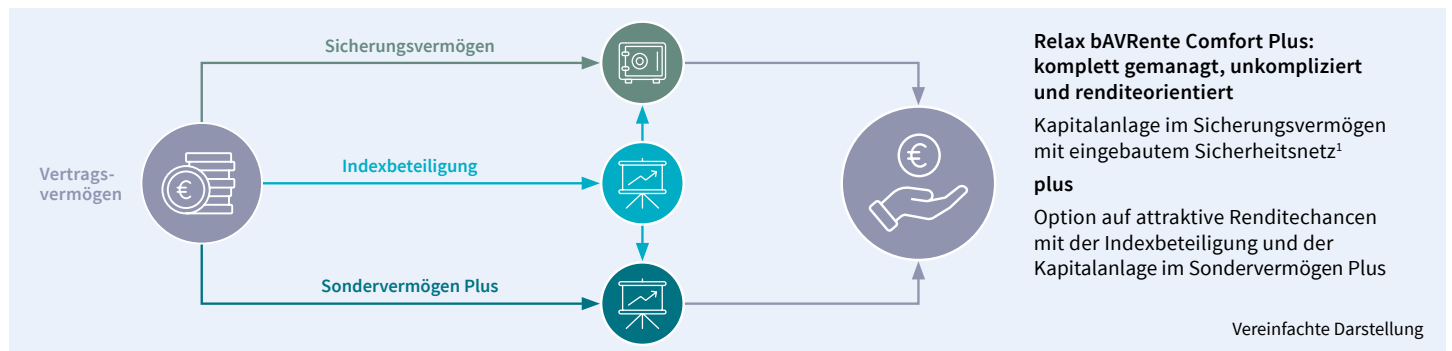 Sicherungsvermögen
Vertrags-
vermögen
€
Indexbeteiligung
Sondervermögen Plus
€
Relax bAVRente Comfort Plus:
komplett gemanagt, unkompliziert
und renditeorientiert
Kapitalanlage im Sicherungsvermögen
mit eingebautem Sicherheitsnetz¹
plus
Option auf attraktive Renditechancen
mit der Indexbeteiligung und der
Kapitalanlage im Sondervermögen Plus
Vereinfachte Darstellung